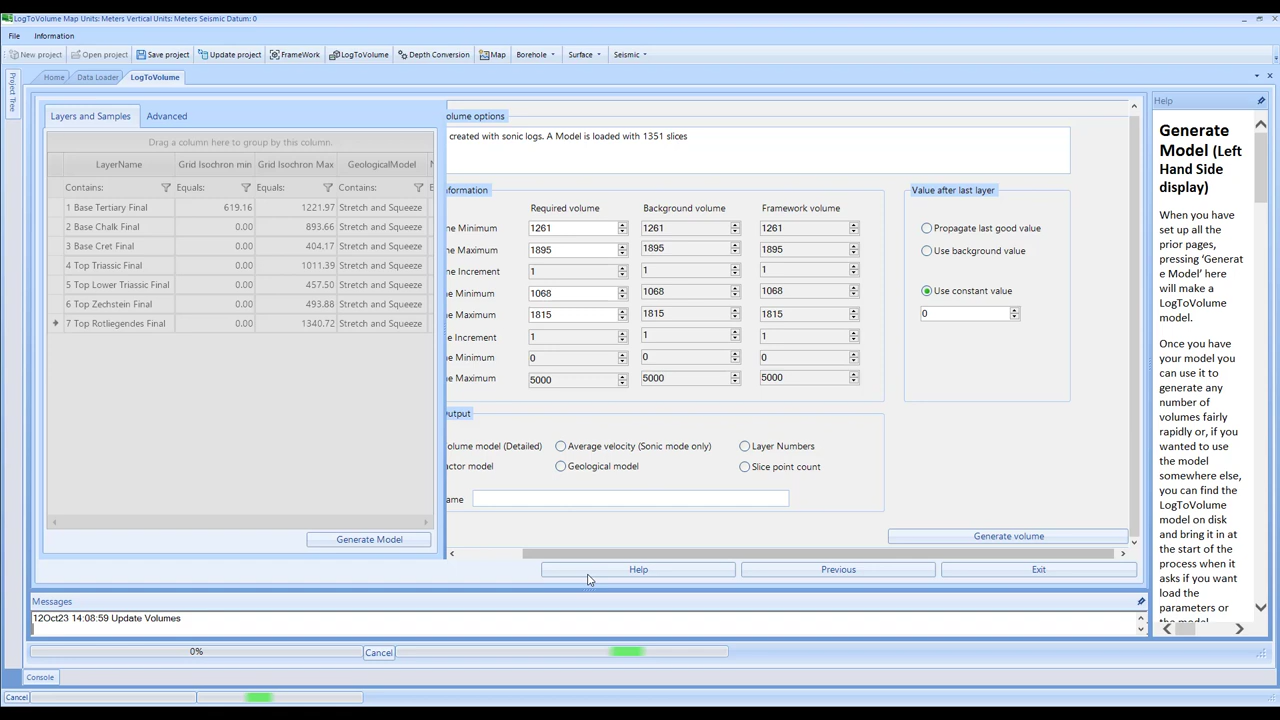 LogToVolume Map Units: Meters Vertical Units: Meters Seismic Datum: 0
File Information
New project Open project Save project Update project FrameWork LogToVolume Depth Conversion Map Borehole Surface Seismic
Project Tree
Home Data Loader LogToVolume
Layers and Samples Advanced
Drag a column here to group by this column.
LayerName Grid Isochron min Grid Isochron Max GeologicalModel
Contains: Equals: Equals: Contains:
1 Base Tertiary Final 619.16 1221.97 Stretch and Squeeze
2 Base Chalk Final 0.00 893.66 Stretch and Squeeze
3 Base Cret Final 0.00 404.17 Stretch and Squeeze
4 Top Triassic Final 0.00 1011.39 Stretch and Squeeze
5 Top Lower Triassic Final 0.00 457.50 Stretch and Squeeze
6 Top Zechstein Final 0.00 493.88 Stretch and Squeeze
7 Top Rotliegendes Final 0.00 1340.72 Stretch and Squeeze
Generate Model
olume options
created with sonic logs. A Model is loaded with 1351 slices
formation
Required volume Background volume Framework volume
ne Minimum 1261 1261 1261
ne Maximum 1895 1895 1895
ne Increment 1 1 1
ne Minimum 1068 1068 1068
ne Maximum 1815 1815 1815
ne Increment 1 1 1
ne Minimum 0 0 0
ne Maximum 5000 5000 5000
Value after last layer
Propagate last good value
Use background value
Use constant value
0
utput
olume model (Detailed) Average velocity (Sonic mode only) Layer Numbers
actor model Geological model Slice point count
ame
Generate volume
Help Previous Exit
Help
Generate
Model (Left
Hand Side
display)
When you have
set up all the
prior pages,
pressing ‘Generat
e Model’ here
will make a
LogToVolume
model.
Once you have
your model you
can use it to
generate any
number of
volumes fairly
rapidly or, if you
wanted to use
the model
somewhere else,
you can find the
LogToVolume
model on disk
and bring it in at
the start of the
process when it
asks if you want
load the
parameters or
the model
Messages
12Oct23 14:08:59 Update Volumes
0% Cancel
Console
Cancel